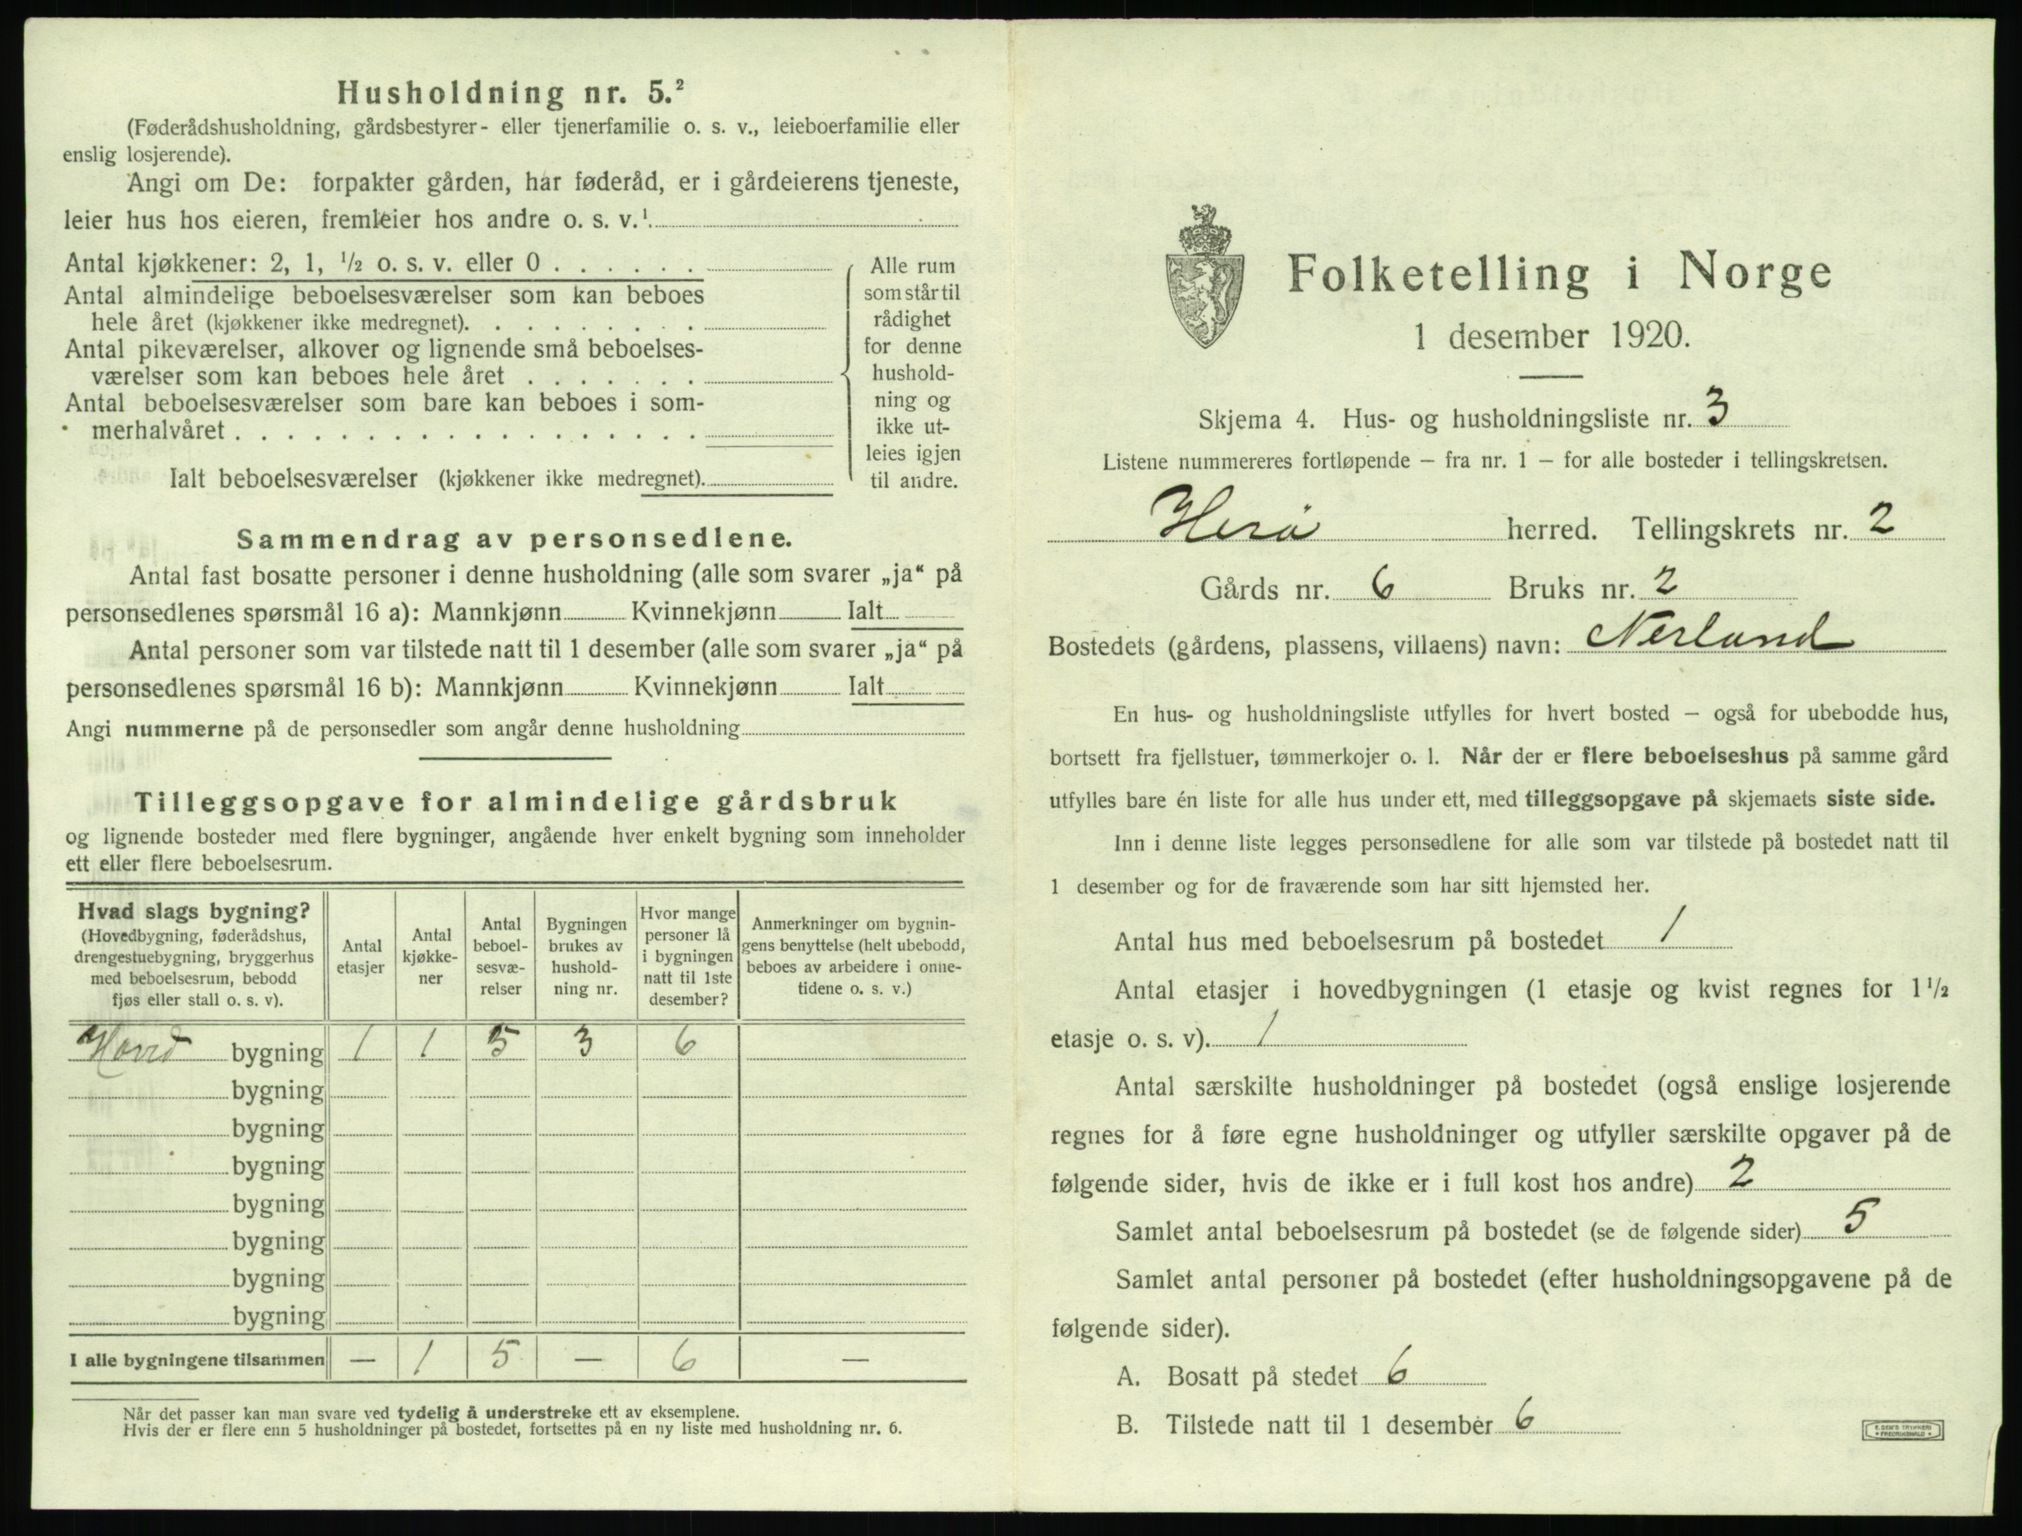 Husholdning nr. 5.²
(Føderådshusholdning, gårdsbestyrer- eller tjenerfamilie o. s. v., leieboerfamilie eller
enslig losjerende).
Angi om De: forpakter gården, har føderåd, er i gårdeierens tjeneste,
leier hus hos eieren, fremleier hos andre o. s. v.¹
Antal kjøkkener: 2, 1, ½ o. s. v. eller 0 . . . . . .
Antal almindelige beboelsesværelser som kan beboes
hele året (kjøkkener ikke medregnet). . . . . . . . .
Antal pikeværelser, alkover og lignende små beboelses-
værelser som kan beboes hele året . . . . . . .
Antal beboelsesværelser som bare kan beboes i som-
merhalvåret . . . . . . . . . . . . . . . . . .
Ialt beboelsesværelser (kjøkkener ikke medregnet).
Alle rum
som står til
rådighet
for denne
hushold-
ning og
ikke ut-
leies igjen
til andre.
Sammendrag av personsedlene.
Antal fast bosatte personer i denne husholdning (alle som svarer „ja“ på
personsedlenes spørsmål 16 a): Mannkjønn Kvinnekjønn Ialt
Antal personer som var tilstede natt til 1 desember (alle som svarer „ja“ på
personsedlenes spørsmål 16 b): Mannkjønn Kvinnekjønn Ialt
Angi nummerne på de personsedler som angår denne husholdning
Tilleggsopgave for almindelige gårdsbruk
og lignende bosteder med flere bygninger, angående hver enkelt bygning som inneholder
ett eller flere beboelsesrum.
Hvad slags bygning?
(Hovedbygning, føderådshus,
drengestuebygning, bryggerhus
med beboelsesrum, bebodd
fjøs eller stall o. s. v).
Antal
etasjer
Antal
kjøkke-
ner
Antal
beboel-
sesvæ-
relser
Bygningen
brukes av
hushold-
ning nr.
Hvor mange
personer lå
i bygningen
natt til 1ste
desember?
Anmerkninger om bygnin-
gens benyttelse (helt ubebodd,
beboes av arbeidere i onne-
tidene o. s. v.)
Hoved bygning 1 1 5 3 6
bygning
bygning
bygning
bygning
bygning
bygning
bygning
I alle bygningene tilsammen — 1 5 — 6 —
Når det passer kan man svare ved tydelig å understreke ett av eksemplene.
Hvis der er flere enn 5 husholdninger på bostedet, fortsettes på en ny liste med husholdning nr. 6.
Folketelling i Norge
1 desember 1920.
Skjema 4. Hus- og husholdningsliste nr. 3
Listene nummereres fortløpende – fra nr. 1 – for alle bosteder i tellingskretsen.
Herö herred. Tellingskrets nr. 2
Gårds nr. 6 Bruks nr. 2
Bostedets (gårdens, plassens, villaens) navn: Nerland
En hus- og husholdningsliste utfylles for hvert bosted – også for ubebodde hus,
bortsett fra fjellstuer, tømmerkojer o. l. Når der er flere beboelseshus på samme gård
utfylles bare én liste for alle hus under ett, med tilleggsopgave på skjemaets siste side.
Inn i denne liste legges personsedlene for alle som var tilstede på bostedet natt til
1 desember og for de fraværende som har sitt hjemsted her.
Antal hus med beboelsesrum på bostedet 1
Antal etasjer i hovedbygningen (1 etasje og kvist regnes for 1½
etasje o. s. v). 1
Antal særskilte husholdninger på bostedet (også enslige losjerende
regnes for å føre egne husholdninger og utfyller særskilte opgaver på de
følgende sider, hvis de ikke er i full kost hos andre) 2
Samlet antal beboelsesrum på bostedet (se de følgende sider) 5
Samlet antal personer på bostedet (efter husholdningsopgavene på de
følgende sider).
A. Bosatt på stedet 6
B. Tilstede natt til 1 desember 6